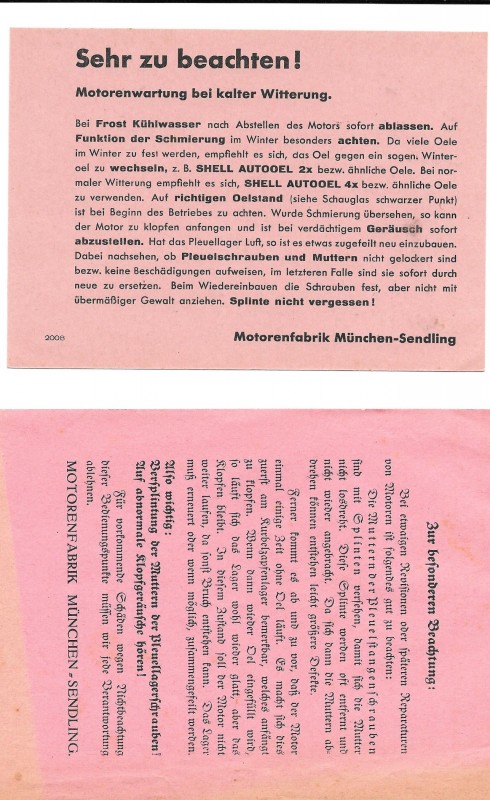 Sehr zu beachten!
Motorenwartung bei kalter Witterung.
Bei Frost Kühlwasser nach Abstellen des Motors sofort ablassen. Auf
Funktion der Schmierung im Winter besonders achten. Da viele Oele
im Winter zu fest werden, empfiehlt es sich, das Oel gegen ein sogen. Winter-
oel zu wechseln, z. B. SHELL AUTOOEL 2x bezw. ähnliche Oele. Bei nor-
maler Witterung empfiehlt es sich, SHELL AUTOOEL 4x bezw. ähnliche Oele
zu verwenden. Auf richtigen Oelstand (siehe Schauglas schwarzer Punkt)
ist bei Beginn des Betriebes zu achten. Wurde Schmierung übersehen, so kann
der Motor zu klopfen anfangen und ist bei verdächtigem Geräusch sofort
abzustellen. Hat das Pleuellager Luft, so ist es etwas zugefeilt neu einzubauen.
Dabei nachsehen, ob Pleuelschrauben und Muttern nicht gelockert sind
bezw. keine Beschädigungen aufweisen, im letzteren Falle sind sie sofort durch
neue zu ersetzen. Beim Wiedereinbauen die Schrauben fest, aber nicht mit
übermäßiger Gewalt anziehen. Splinte nicht vergessen!
2008 Motorenfabrik München-Sendling
Zur besonderen Beachtung:
Bei etwaigen Revisionen oder späteren Reparaturen
von Motoren ist folgendes gut zu beachten:
Die Muttern der Pleuelstangenschrauben
sind mit Splinten versehen, damit sich die Mutter
nicht losdreht. Diese Splinte werden oft entfernt und
nicht wieder angebracht. Da sich dann die Muttern ab-
drehen können entstehen leicht größere Defekte.
Ferner kommt es ab und zu vor, daß der Motor
einmal einige Zeit ohne Oel läuft. Es macht sich dies
zuerst am Kurbelzapfenlager bemerkbar, welches anfängt
zu klopfen. Wenn dann wieder Oel eingefüllt wird,
so läuft sich das Lager wohl wieder glatt, aber das
Klopfen bleibt. In diesem Zustand soll der Motor nicht
weiter laufen, da sonst Bruch entstehen kann. Das Lager
muß erneuert oder wenn möglich, zusammengefeilt werden.
Also wichtig:
Versplintung der Muttern der Pleuellagerschrauben!
Auf abnormale Klopfgeräusche hören!
Für vorkommende Schäden wegen Nichtbeachtung
dieser Bedienungspunkte müssen wir jede Verantwortung
ablehnen.
MOTORENFABRIK MÜNCHEN-SENDLING.